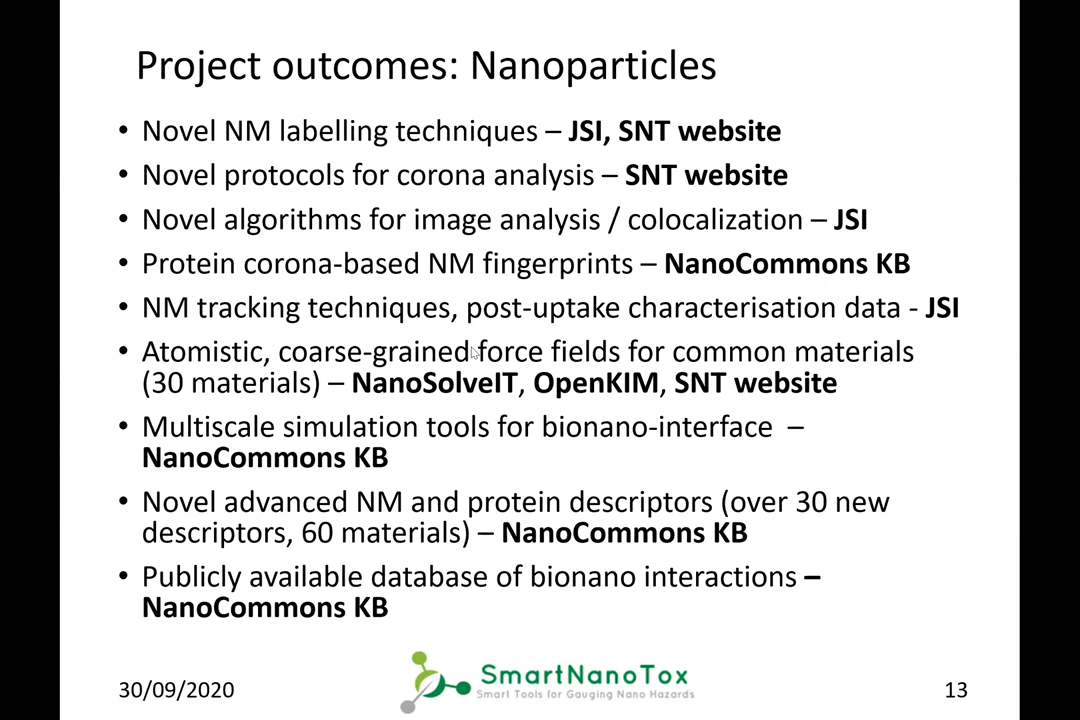 Project outcomes: Nanoparticles
• Novel NM labelling techniques – JSI, SNT website
• Novel protocols for corona analysis – SNT website
• Novel algorithms for image analysis / colocalization – JSI
• Protein corona-based NM fingerprints – NanoCommons KB
• NM tracking techniques, post-uptake characterisation data - JSI
• Atomistic, coarse-grained force fields for common materials
(30 materials) – NanoSolveIT, OpenKIM, SNT website
• Multiscale simulation tools for bionano-interface –
NanoCommons KB
• Novel advanced NM and protein descriptors (over 30 new
descriptors, 60 materials) – NanoCommons KB
• Publicly available database of bionano interactions –
NanoCommons KB
30/09/2020
SmartNanoTox
Smart Tools for Gauging Nano Hazards
13